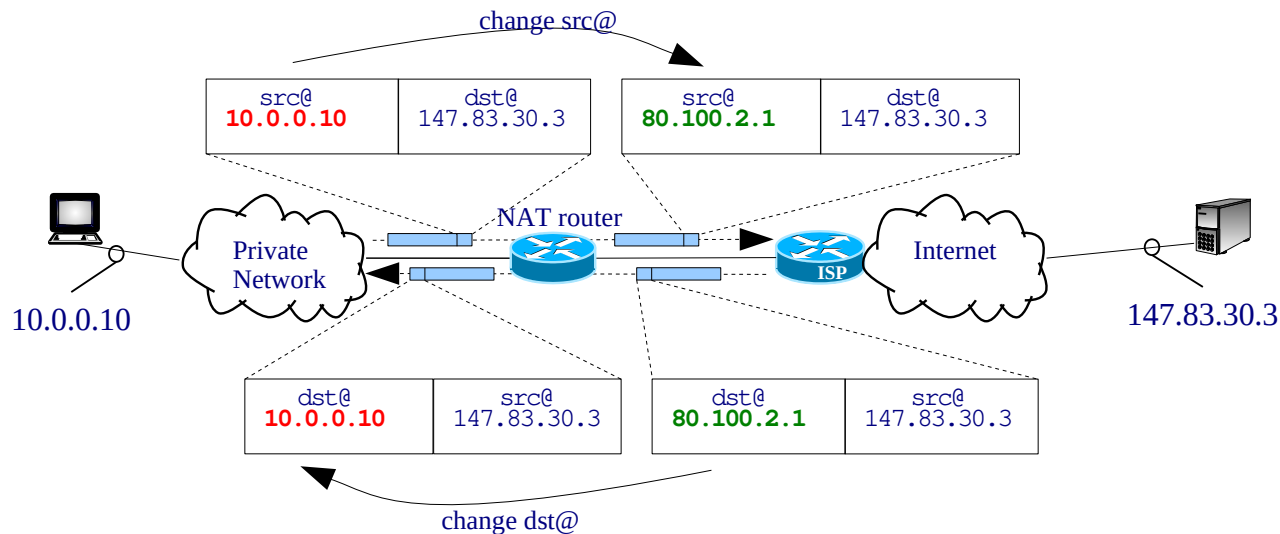 change src@
src@
10.0.0.10
dst@
147.83.30.3
src@
80.100.2.1
dst@
147.83.30.3
NAT router
Private
Network
Internet
ISP
10.0.0.10
147.83.30.3
dst@
10.0.0.10
src@
147.83.30.3
dst@
80.100.2.1
src@
147.83.30.3
change dst@